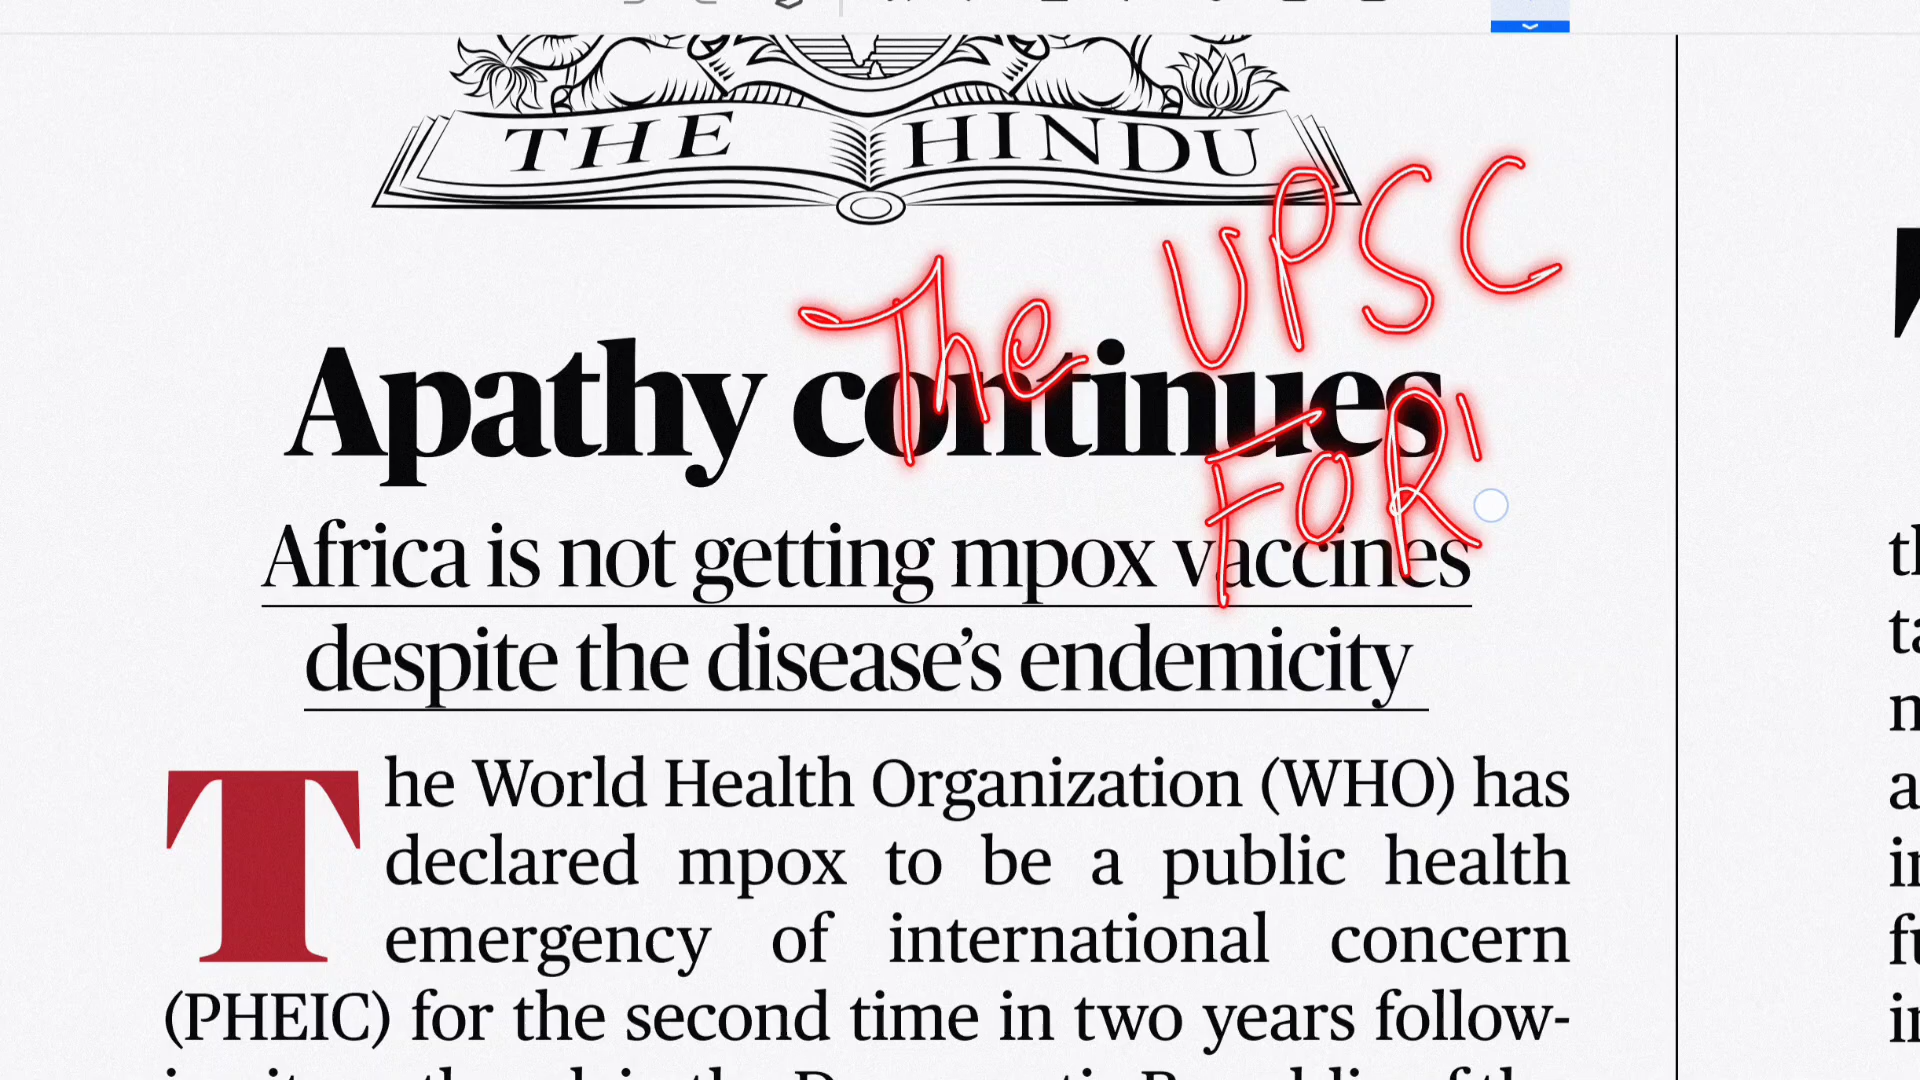 THE HINDU
The UPSC
FOR
Apathy continues
Africa is not getting mpox vaccines
despite the disease's endemicity
The World Health Organization (WHO) has
declared mpox to be a public health
emergency of international concern
(PHEIC) for the second time in two years follow-